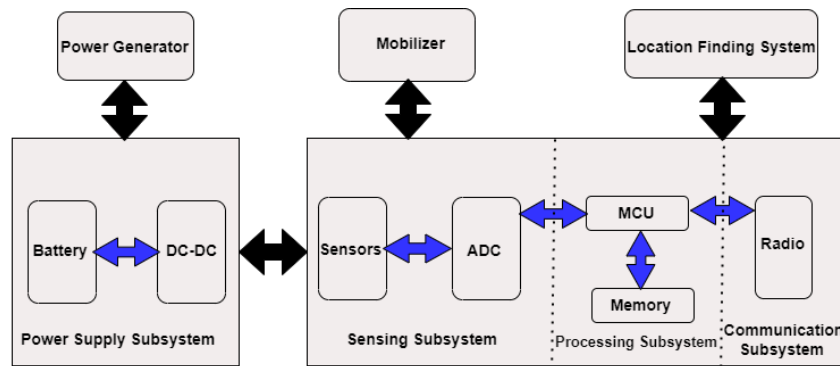 Power Generator
Mobilizer
Location Finding System
Battery
DC-DC
Sensors
ADC
MCU
Memory
Radio
Power Supply Subsystem
Sensing Subsystem
Processing Subsystem
Communication
Subsystem